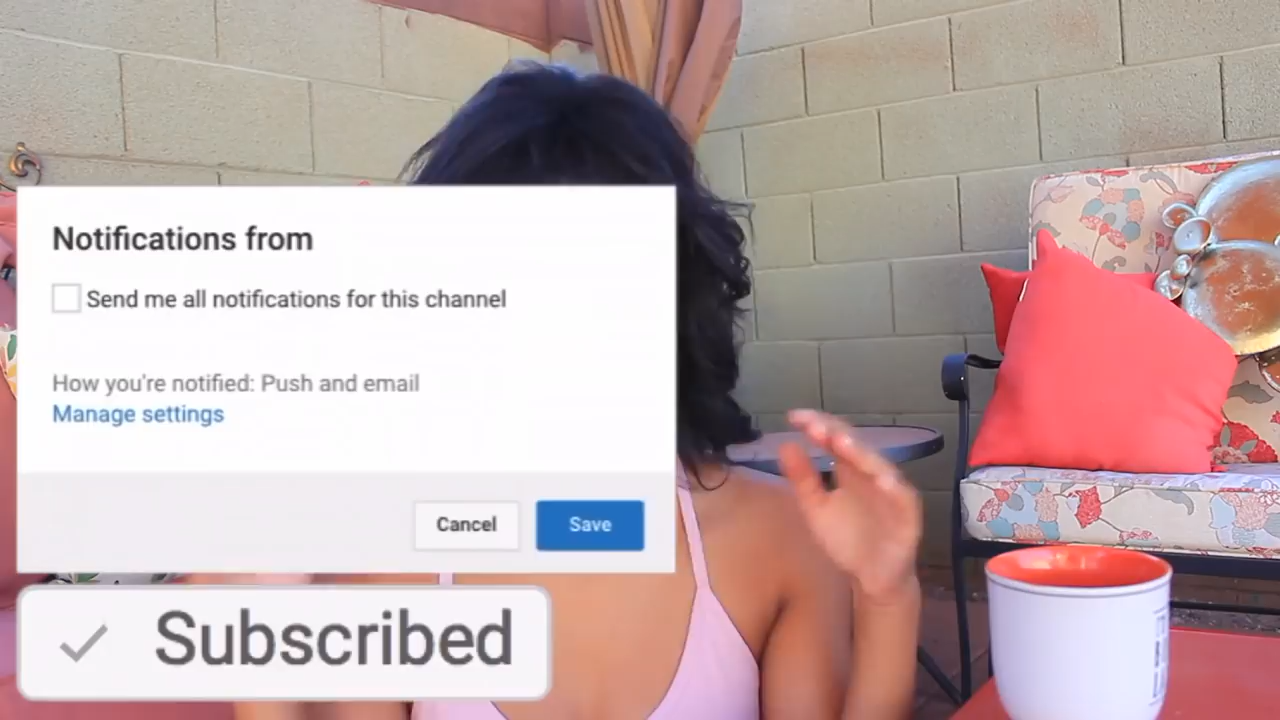 Notifications from
Send me all notifications for this channel
How you're notified: Push and email
Manage settings
Cancel
Save
Subscribed